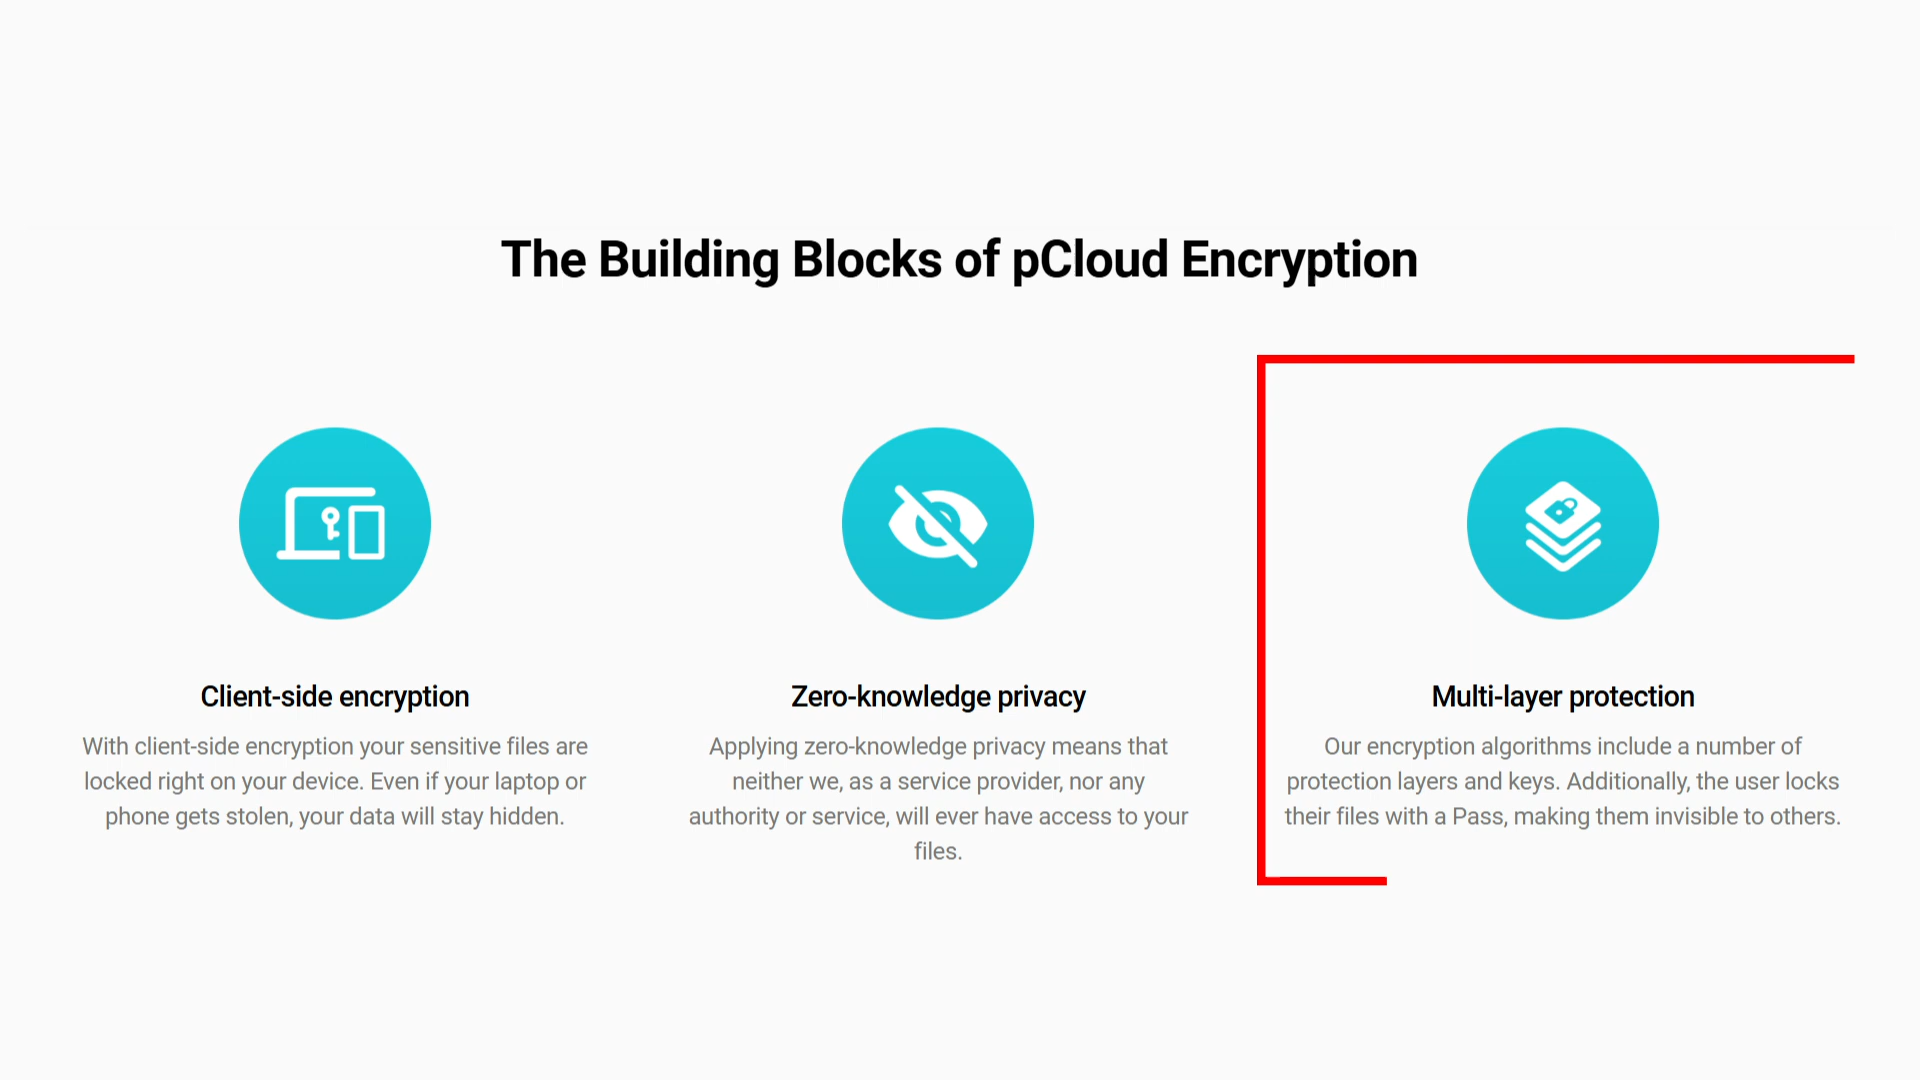 The Building Blocks of pCloud Encryption
Client-side encryption
With client-side encryption your sensitive files are
locked right on your device. Even if your laptop or
phone gets stolen, your data will stay hidden.
Zero-knowledge privacy
Applying zero-knowledge privacy means that
neither we, as a service provider, nor any
authority or service, will ever have access to your
files.
Multi-layer protection
Our encryption algorithms include a number of
protection layers and keys. Additionally, the user locks
their files with a Pass, making them invisible to others.